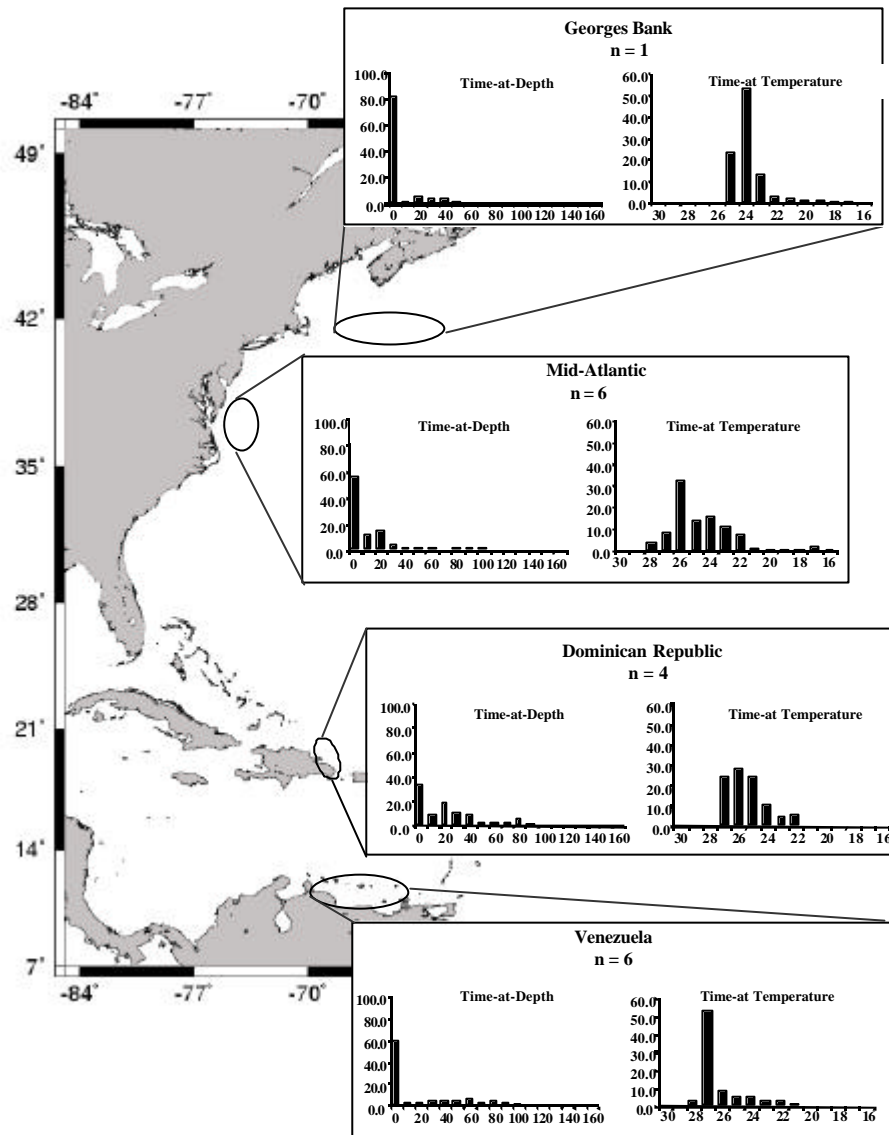 Georges Bank
n = 1
Time-at-Depth
Time-at Temperature
100.0
80.0
60.0
40.0
20.0
0.0
0 20 40 60 80 100 120 140 160
60.0
50.0
40.0
30.0
20.0
10.0
0.0
30 28 26 24 22 20 18 16
-84˚ -77˚ -70˚
49˚
42˚
35˚
28˚
21˚
14˚
7˚
Mid-Atlantic
n = 6
Time-at-Depth
Time-at Temperature
100.0
80.0
60.0
40.0
20.0
0.0
0 20 40 60 80 100 120 140 160
60.0
50.0
40.0
30.0
20.0
10.0
0.0
30 28 26 24 22 20 18 16
Dominican Republic
n = 4
Time-at-Depth
Time-at Temperature
100.0
80.0
60.0
40.0
20.0
0.0
0 20 40 60 80 100 120 140 160
60.0
50.0
40.0
30.0
20.0
10.0
0.0
30 28 26 24 22 20 18 16
Venezuela
n = 6
Time-at-Depth
Time-at Temperature
100.0
80.0
60.0
40.0
20.0
0.0
0 20 40 60 80 100 120 140 160
60.0
50.0
40.0
30.0
20.0
10.0
0.0
30 28 26 24 22 20 18 16
-84˚ -77˚ -70˚